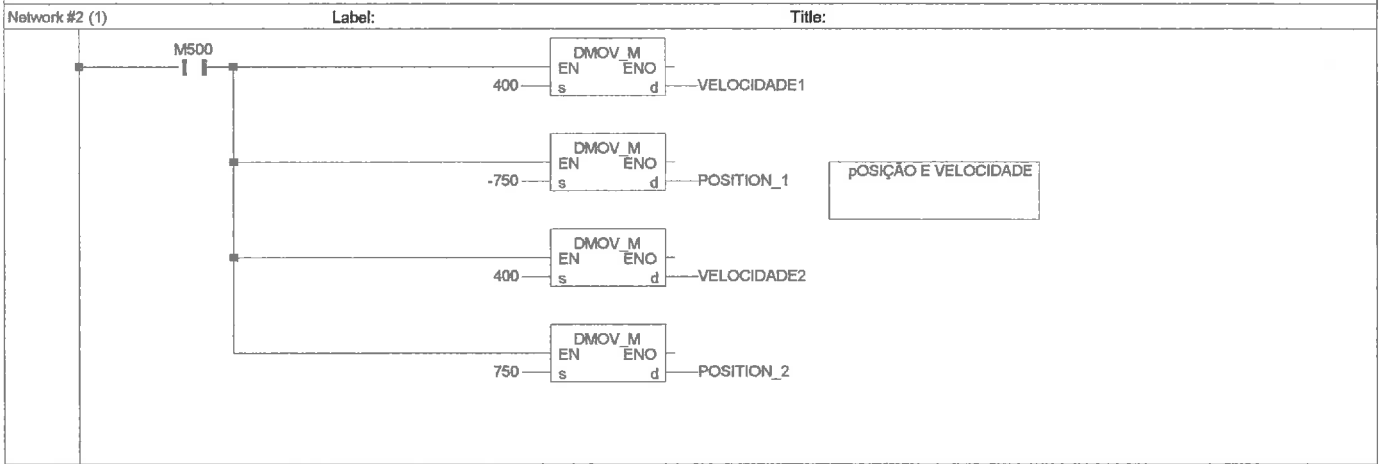 Network #2 (1) Label: Title:
M500
DMOV_M
EN ENO
400 s d VELOCIDADE1
DMOV_M
EN ENO
-750 s d POSITION_1
pOSIÇÃO E VELOCIDADE
DMOV_M
EN ENO
400 s d VELOCIDADE2
DMOV_M
EN ENO
750 s d POSITION_2